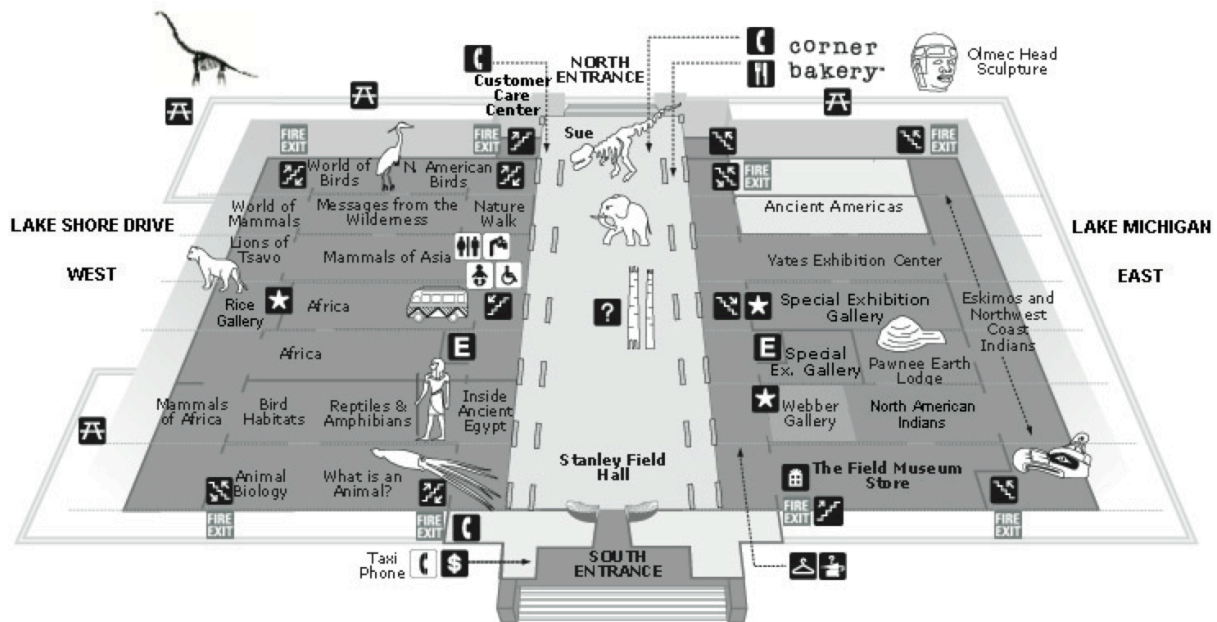 corner
bakery
Olmec Head
Sculpture
NORTH
ENTRANCE
Customer
Care
Center
Sue
FIRE
EXIT
FIRE
EXIT
FIRE
EXIT
FIRE
EXIT
World of
Birds
N. American
Birds
World of
Mammals
Messages from the
Wilderness
Nature
Walk
Ancient Americas
LAKE SHORE DRIVE
WEST
LAKE MICHIGAN
EAST
Lions of
Tsavo
Mammals of Asia
Yates Exhibition Center
Rice
Gallery
Africa
?
Special Exhibition
Gallery
Eskimos and
Northwest
Coast
Indians
Africa
E
E
Special
Ex. Gallery
Pawnee Earth
Lodge
Mammals
of Africa
Bird
Habitats
Reptiles &
Amphibians
Inside
Ancient
Egypt
Webber
Gallery
North American
Indians
Animal
Biology
What is an
Animal?
Stanley Field
Hall
The Field Museum
Store
FIRE
EXIT
FIRE
EXIT
FIRE
EXIT
FIRE
EXIT
Taxi
Phone
$
SOUTH
ENTRANCE